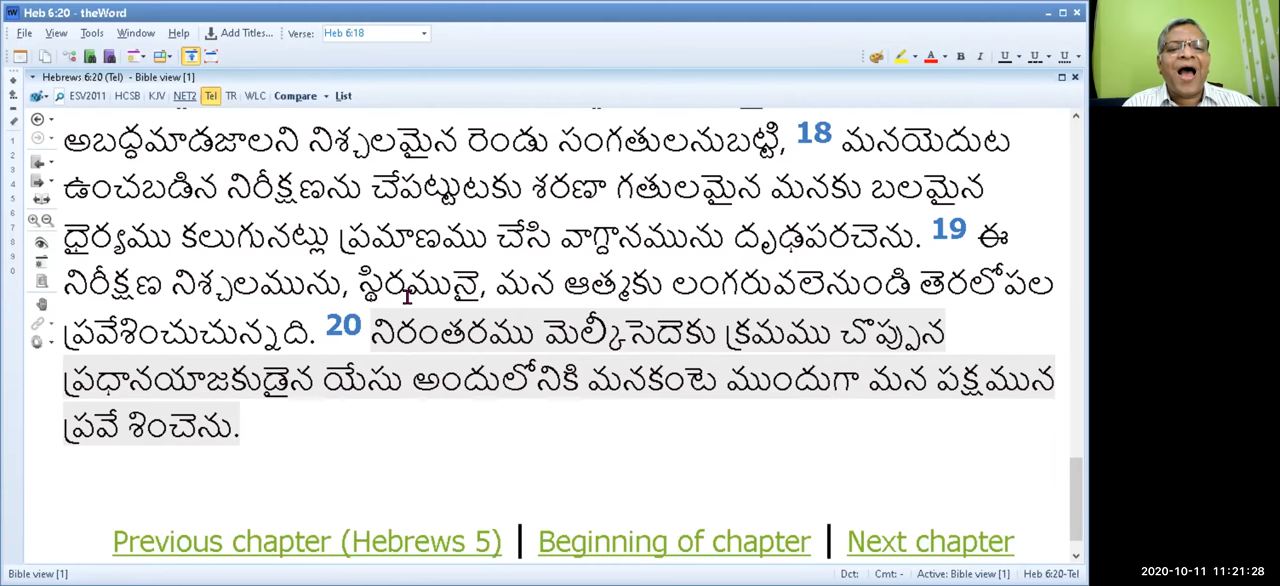 Heb 6:20 - theWord
File View Tools Window Help Add Titles... Verse: Heb 6:18
Hebrews 6:20 (Tel) - Bible view [1]
ESV2011 HCSB KJV NET2 Tel TR WLC Compare List
అబద్ధమాడజాలని నిశ్చలమైన రెండు సంగతులనుబట్టి, 18 మనయెదుట
ఉంచబడిన నిరీక్షణను చేపట్టుటకు శరణా గతులమైన మనకు బలమైన
ధైర్యము కలుగునట్లు ప్రమాణము చేసి వాగ్దానమును దృఢపరచెను. 19 ఈ
నిరీక్షణ నిశ్చలమును, స్థిరమునై, మన ఆత్మకు లంగరువలెనుండి తెరలోపల
ప్రవేశించుచున్నది. 20 నిరంతరము మెల్కీసెదెకు క్రమము చొప్పున
ప్రధానయాజకుడైన యేసు అందులోనికి మనకంటె ముందుగా మన పక్షమున
ప్రవే శించెను.
Previous chapter (Hebrews 5) | Beginning of chapter | Next chapter
Bible view [1] Dct: Cmt: - Active: Bible view [1] Heb 6:20-Tel
2020-10-11 11:21:28